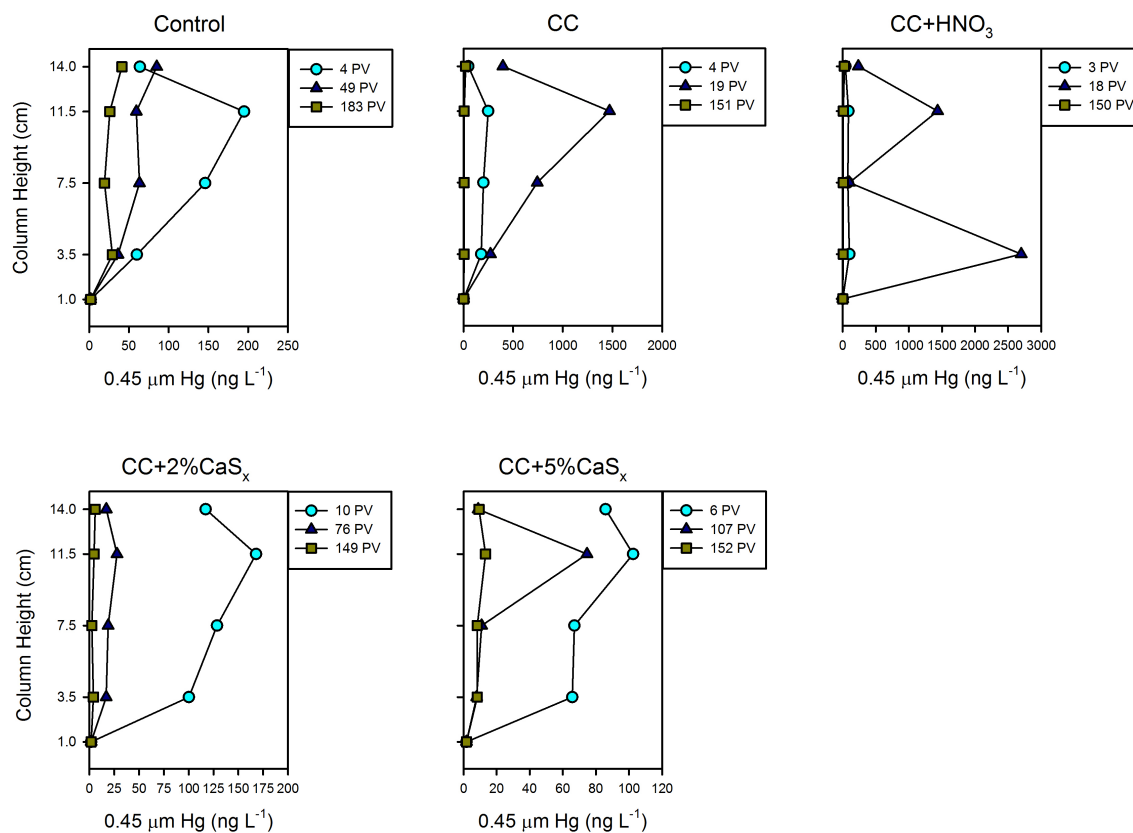 Control
4 PV
49 PV
183 PV
Column Height (cm)
14.0
11.5
7.5
3.5
1.0
0 50 100 150 200 250
0.45 μm Hg (ng L⁻¹)
CC
4 PV
19 PV
151 PV
0 500 1000 1500 2000
0.45 μm Hg (ng L⁻¹)
CC+HNO₃
3 PV
18 PV
150 PV
0 500 1000 1500 2000 2500 3000
0.45 μm Hg (ng L⁻¹)
CC+2%CaSₓ
10 PV
76 PV
149 PV
Column Height (cm)
14.0
11.5
7.5
3.5
1.0
0 25 50 75 100 125 150 175 200
0.45 μm Hg (ng L⁻¹)
CC+5%CaSₓ
6 PV
107 PV
152 PV
0 20 40 60 80 100 120
0.45 μm Hg (ng L⁻¹)